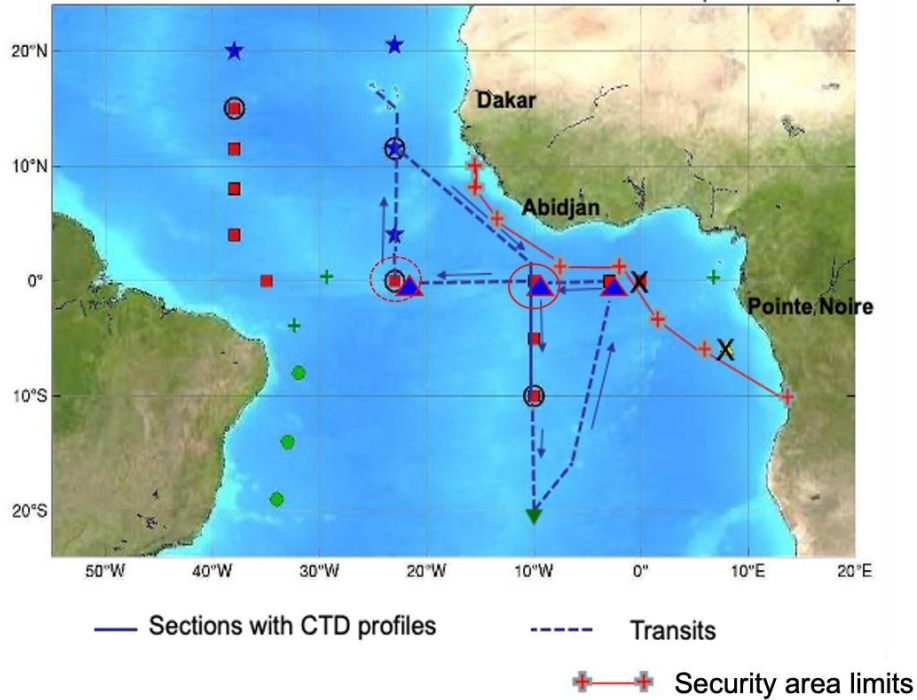 20°N
Dakar
10°N
Abidjan
0°
X
Pointe Noire
X
10°S
20°S
50°W 40°W 30°W 20°W 10°W 0° 10°E 20°E
Sections with CTD profiles Transits
Security area limits